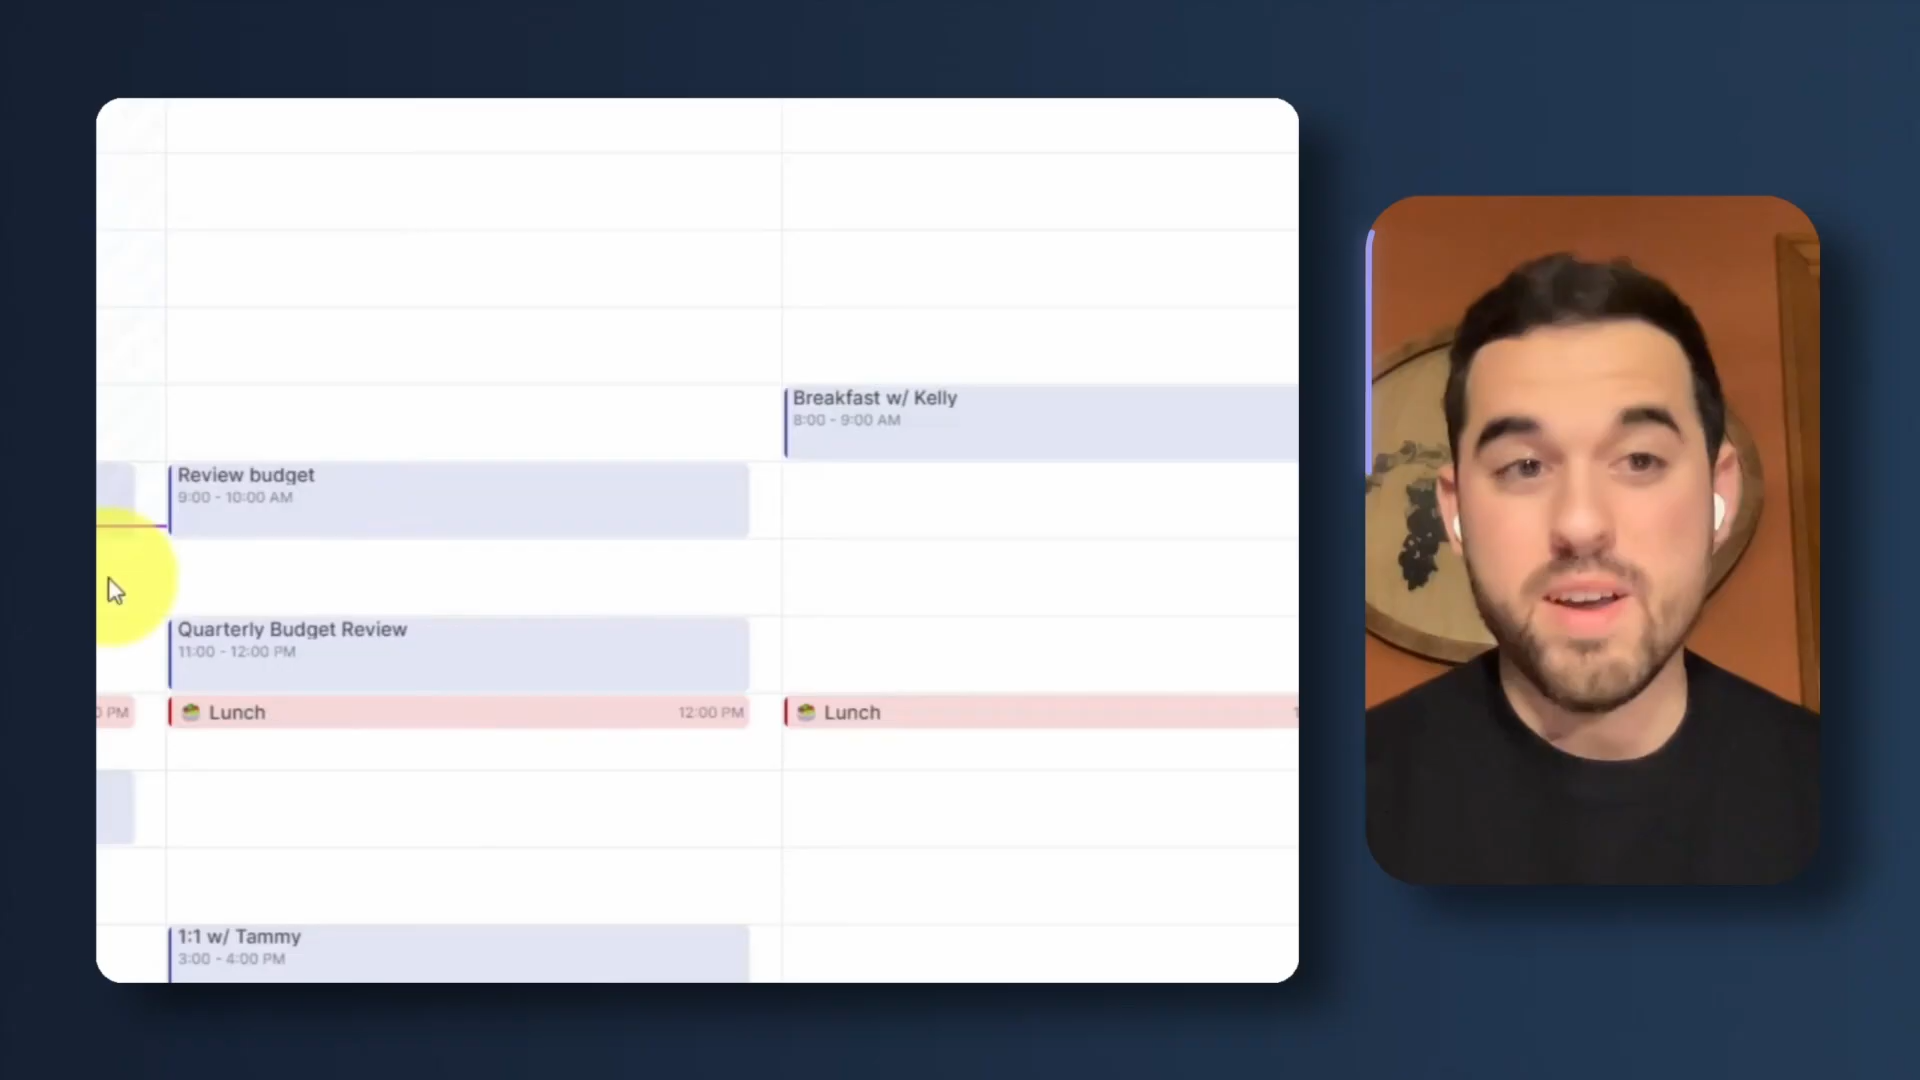 Breakfast w/ Kelly
8:00 - 9:00 AM
Review budget
9:00 - 10:00 AM
Quarterly Budget Review
11:00 - 12:00 PM
PM
Lunch
12:00 PM
Lunch
1:1 w/ Tammy
3:00 - 4:00 PM